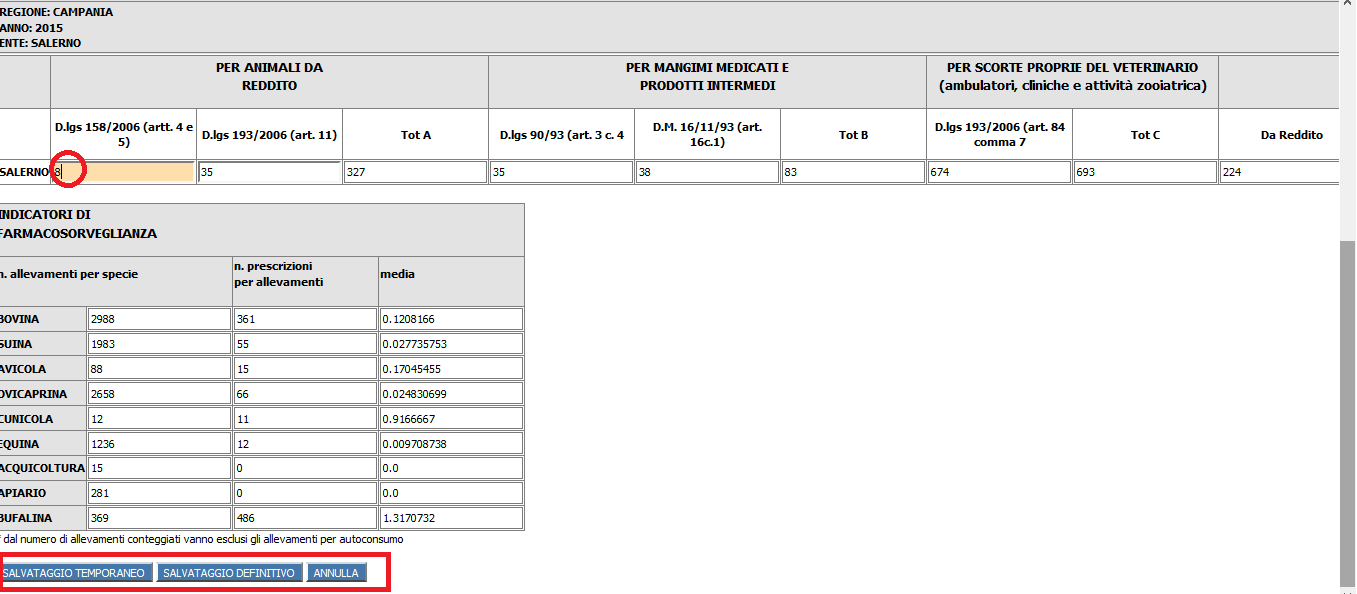 REGIONE: CAMPANIA
ANNO: 2015
ENTE: SALERNO
PER ANIMALI DA
REDDITO
PER MANGIMI MEDICATI E
PRODOTTI INTERMEDI
PER SCORTE PROPRIE DEL VETERINARIO
(ambulatori, cliniche e attività zooiatrica)
D.lgs 158/2006 (artt. 4 e
5)
D.lgs 193/2006 (art. 11)
Tot A
D.lgs 90/93 (art. 3 c. 4
D.M. 16/11/93 (art.
16c.1)
Tot B
D.lgs 193/2006 (art. 84
comma 7
Tot C
Da Reddito
SALERNO 8 35 327 35 38 83 674 693 224
INDICATORI DI
FARMACOSORVEGLIANZA
n. allevamenti per specie
n. prescrizioni
per allevamenti
media
BOVINA 2988 361 0.1208166
SUINA 1983 55 0.027735753
AVICOLA 88 15 0.17045455
OVICAPRINA 2658 66 0.024830699
CUNICOLA 12 11 0.9166667
EQUINA 1236 12 0.009708738
ACQUICOLTURA 15 0 0.0
APIARIO 281 0 0.0
BUFALINA 369 486 1.3170732
* dal numero di allevamenti conteggiati vanno esclusi gli allevamenti per autoconsumo
SALVATAGGIO TEMPORANEO SALVATAGGIO DEFINITIVO ANNULLA